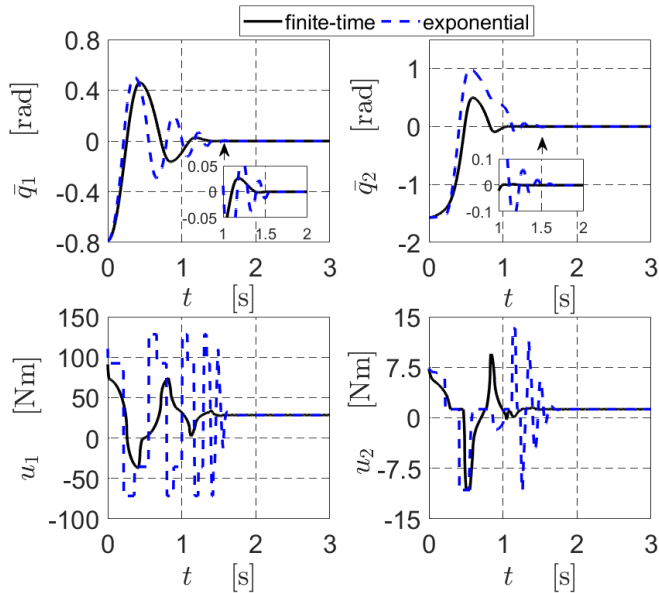 finite-time exponential
0.8
0.4
0
-0.4
-0.8
q̄₁ [rad]
0.05
0
-0.05
1 1.5 2
0 1 2 3
t [s]
1
0
-1
-2
q̄₂ [rad]
0.1
0
-0.1
1 1.5 2
0 1 2 3
t [s]
150
100
50
0
-50
-100
u₁ [Nm]
0 1 2 3
t [s]
15
7.5
0
-7.5
-15
u₂ [Nm]
0 1 2 3
t [s]